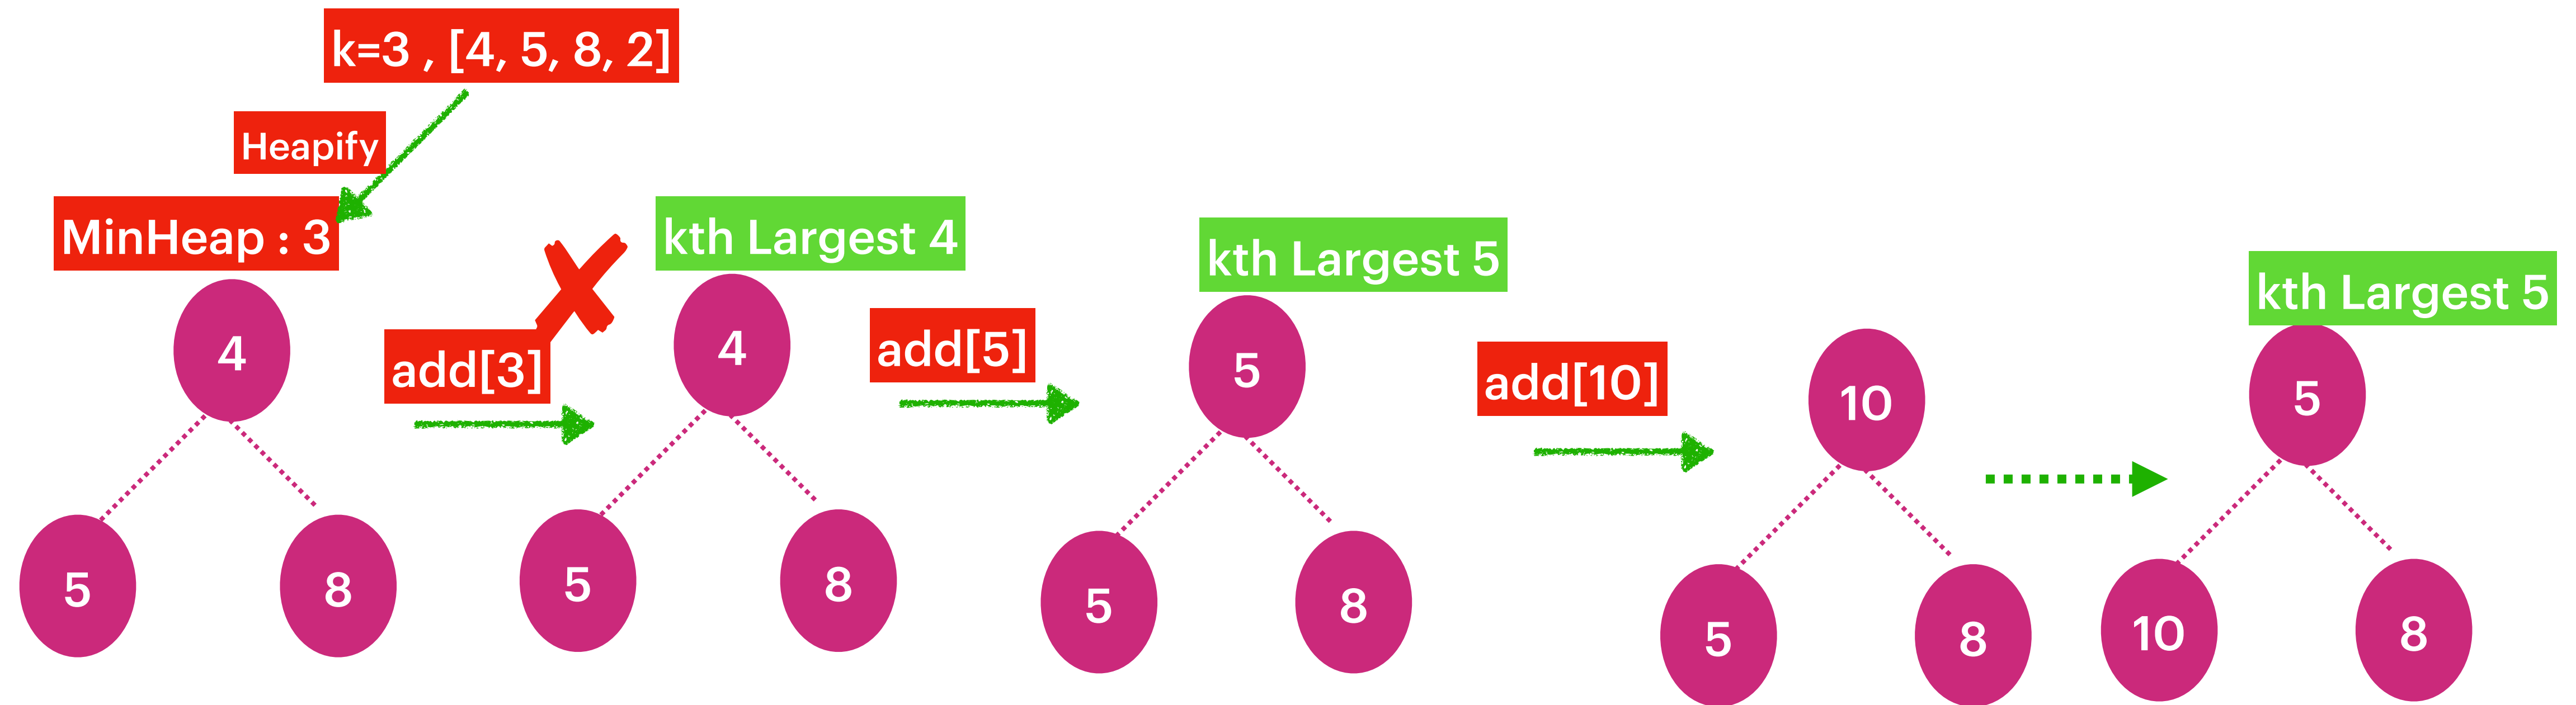 k=3 , [4, 5, 8, 2]
Heapify
MinHeap : 3
4
5
8
add[3]
kth Largest 4
4
5
8
add[5]
kth Largest 5
5
5
8
add[10]
10
5
8
kth Largest 5
5
10
8